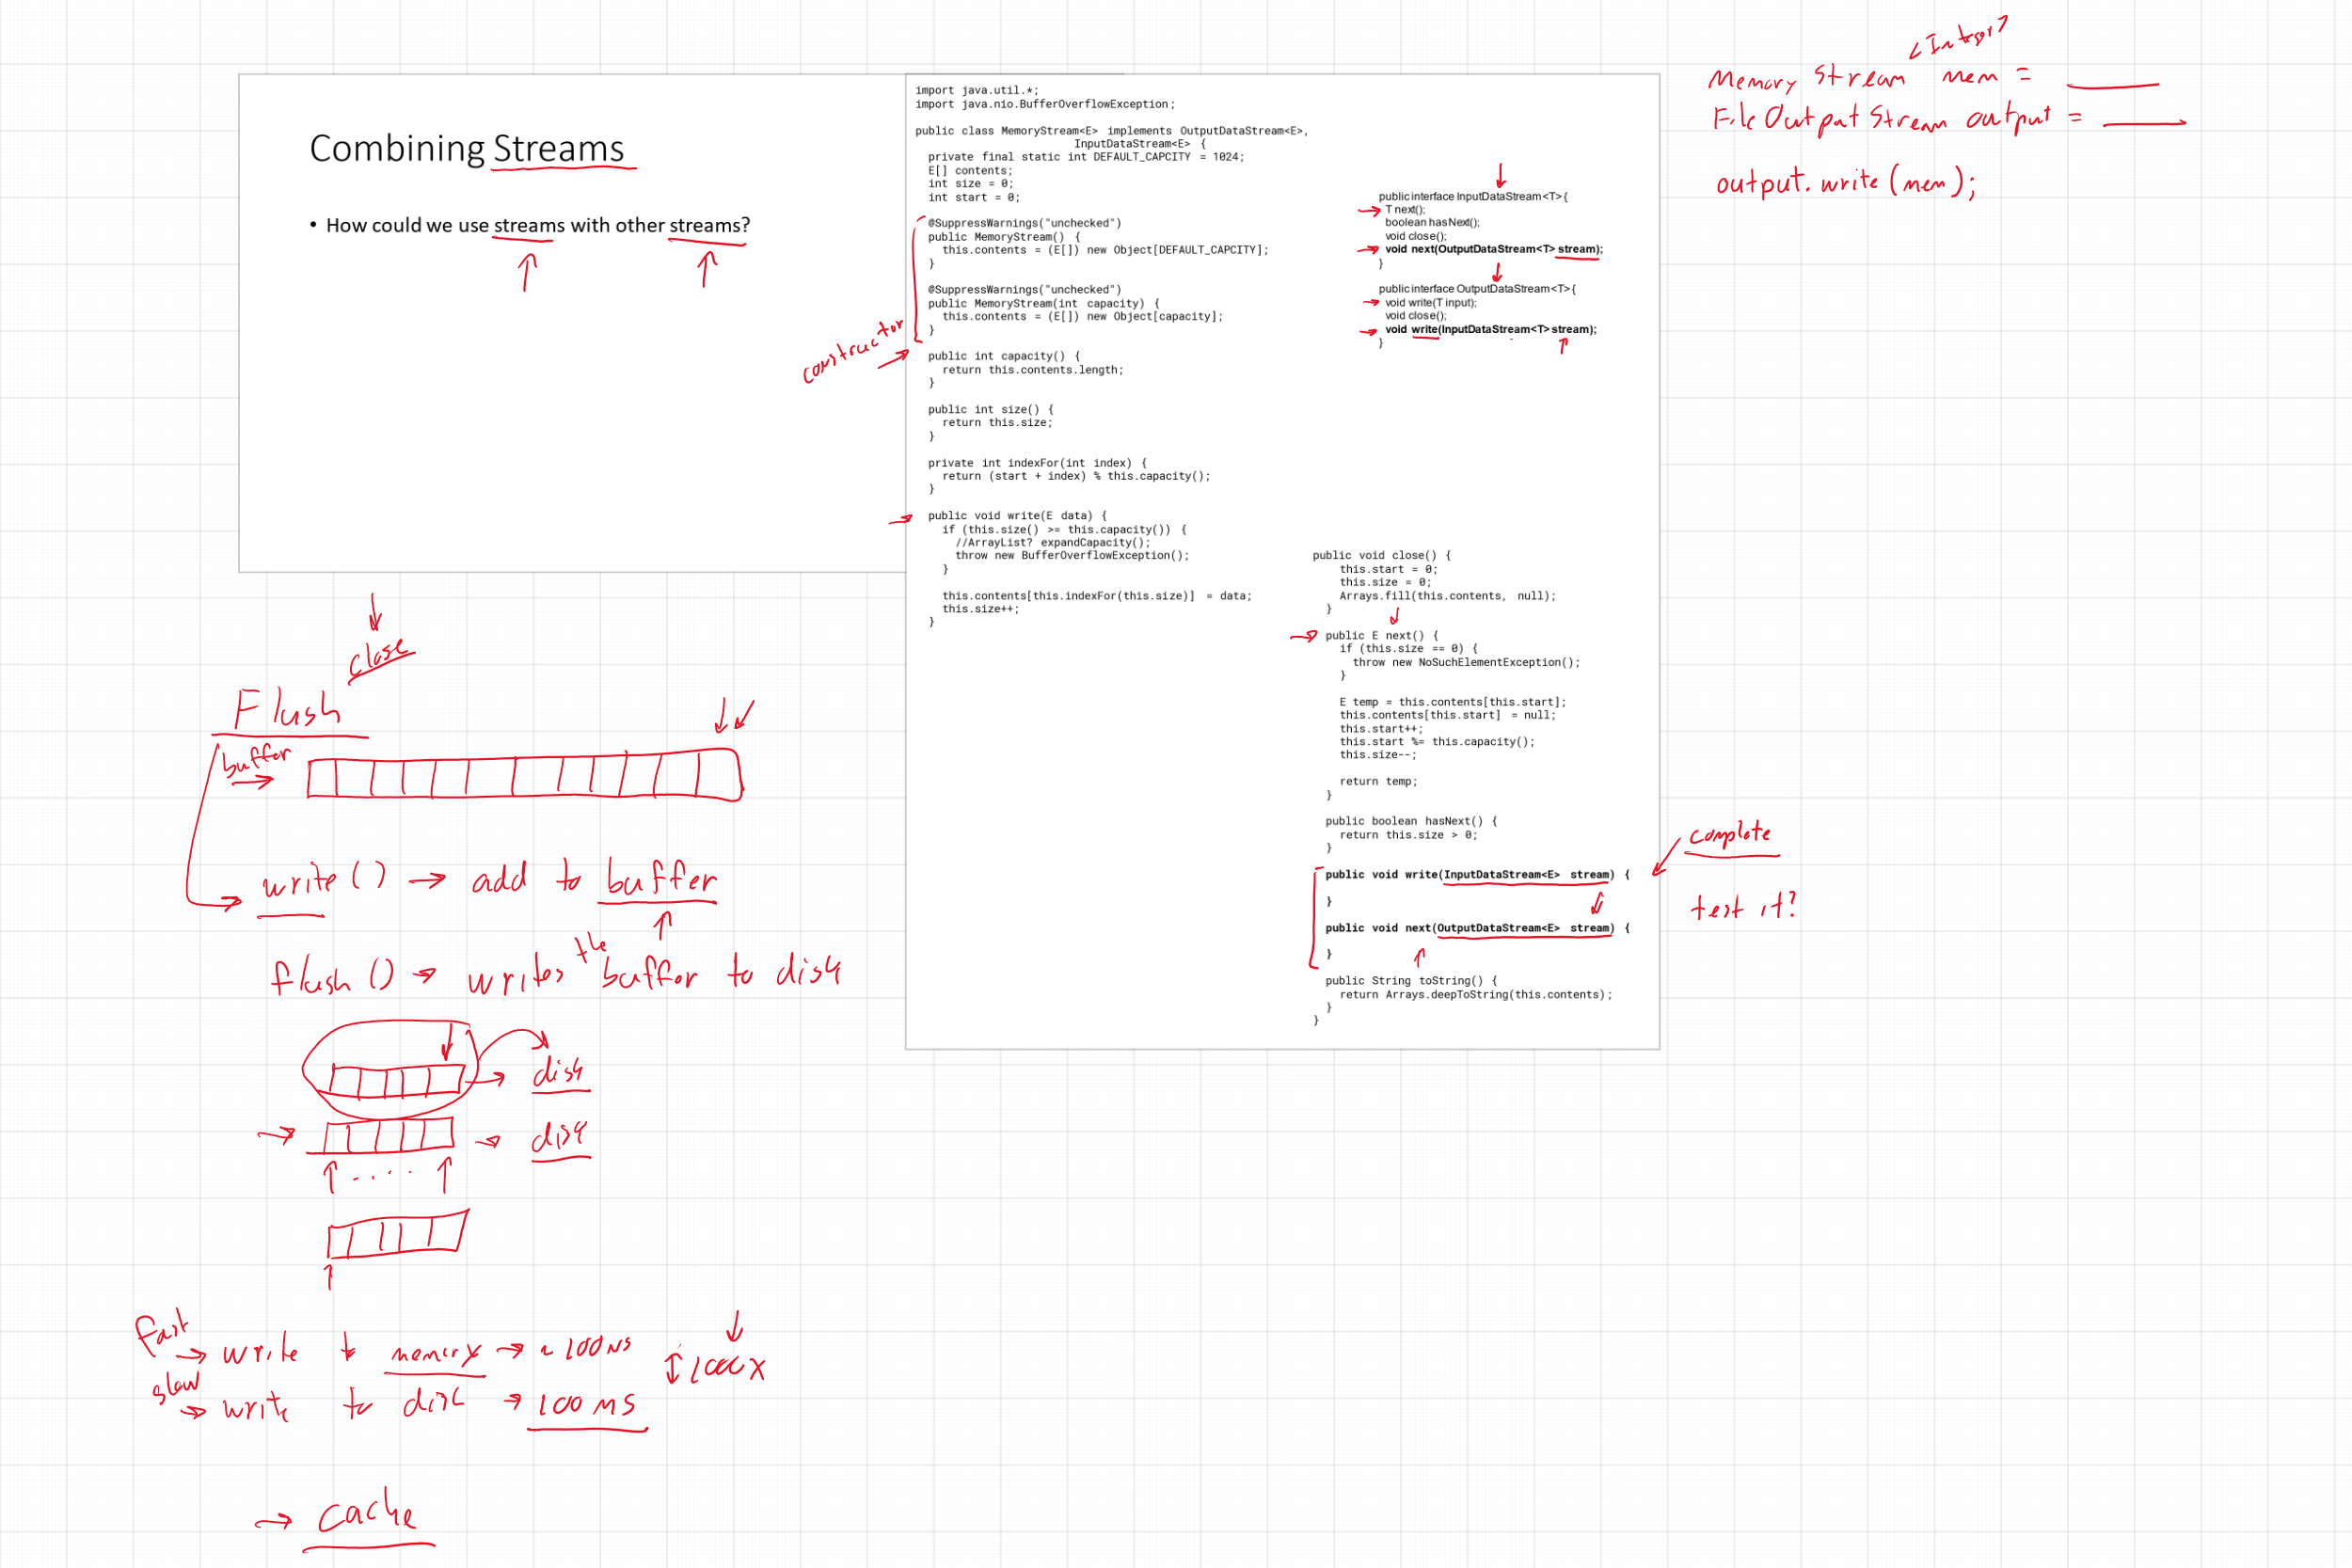 Combining Streams
• How could we use streams with other streams?
import java.util.*;
import java.nio.BufferOverflowException;
public class MemoryStream<E> implements OutputDataStream<E>,
InputDataStream<E> {
private final static int DEFAULT_CAPCITY = 1024;
E[] contents;
int size = 0;
int start = 0;
@SuppressWarnings("unchecked")
public MemoryStream() {
this.contents = (E[]) new Object[DEFAULT_CAPCITY];
}
@SuppressWarnings("unchecked")
public MemoryStream(int capacity) {
this.contents = (E[]) new Object[capacity];
}
constructor
public int capacity() {
return this.contents.length;
}
public int size() {
return this.size;
}
private int indexFor(int index) {
return (start + index) % this.capacity();
}
public void write(E data) {
if (this.size() >= this.capacity()) {
//ArrayList? expandCapacity();
throw new BufferOverflowException();
}
this.contents[this.indexFor(this.size)] = data;
this.size++;
}
public interface InputDataStream<T>{
T next();
boolean hasNext();
void close();
void next(OutputDataStream<T> stream);
}
public interface OutputDataStream<T>{
void write(T input);
void close();
void write(InputDataStream<T> stream);
}
public void close() {
this.start = 0;
this.size = 0;
Arrays.fill(this.contents, null);
}
public E next() {
if (this.size == 0) {
throw new NoSuchElementException();
}
E temp = this.contents[this.start];
this.contents[this.start] = null;
this.start++;
this.start %= this.capacity();
this.size--;
return temp;
}
public boolean hasNext() {
return this.size > 0;
}
public void write(InputDataStream<E> stream) {
}
public void next(OutputDataStream<E> stream) {
}
public String toString() {
return Arrays.deepToString(this.contents);
}
}
<Integer>
Memory Stream mem =
File Output Stream output =
output.write(mem);
complete
test it?
close
Flush
buffer
write() → add to buffer
the
flush() → writes buffer to disk
disk
disk
fast
→ write to memory → ~100NS
1000X
slow
→ write to disk → 100MS
→ cache